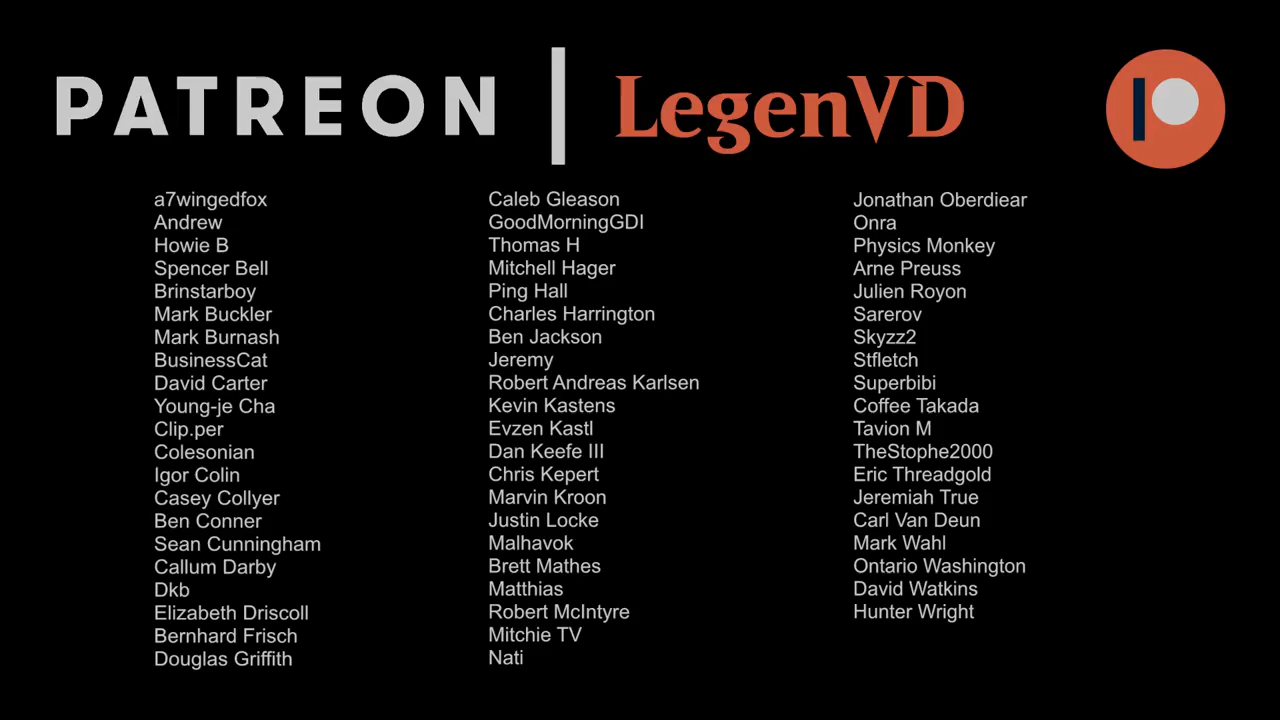 PATREON | LegenVD
a7wingedfox
Andrew
Howie B
Spencer Bell
Brinstarboy
Mark Buckler
Mark Burnash
BusinessCat
David Carter
Young-je Cha
Clip.per
Colesonian
Igor Colin
Casey Collyer
Ben Conner
Sean Cunningham
Callum Darby
Dkb
Elizabeth Driscoll
Bernhard Frisch
Douglas Griffith
Caleb Gleason
GoodMorningGDI
Thomas H
Mitchell Hager
Ping Hall
Charles Harrington
Ben Jackson
Jeremy
Robert Andreas Karlsen
Kevin Kastens
Evzen Kastl
Dan Keefe III
Chris Kepert
Marvin Kroon
Justin Locke
Malhavok
Brett Mathes
Matthias
Robert McIntyre
Mitchie TV
Nati
Jonathan Oberdiear
Onra
Physics Monkey
Arne Preuss
Julien Royon
Sarerov
Skyzz2
Stfletch
Superbibi
Coffee Takada
Tavion M
TheStophe2000
Eric Threadgold
Jeremiah True
Carl Van Deun
Mark Wahl
Ontario Washington
David Watkins
Hunter Wright